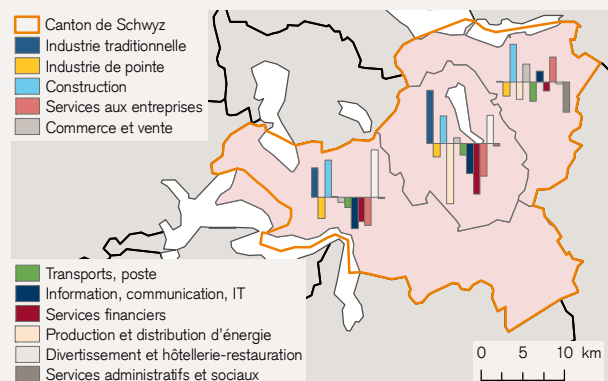 Canton de Schwyz
Industrie traditionnelle
Industrie de pointe
Construction
Services aux entreprises
Commerce et vente
Transports, poste
Information, communication, IT
Services financiers
Production et distribution d'énergie
Divertissement et hôtellerie-restauration
Services administratifs et sociaux
0 5 10 km